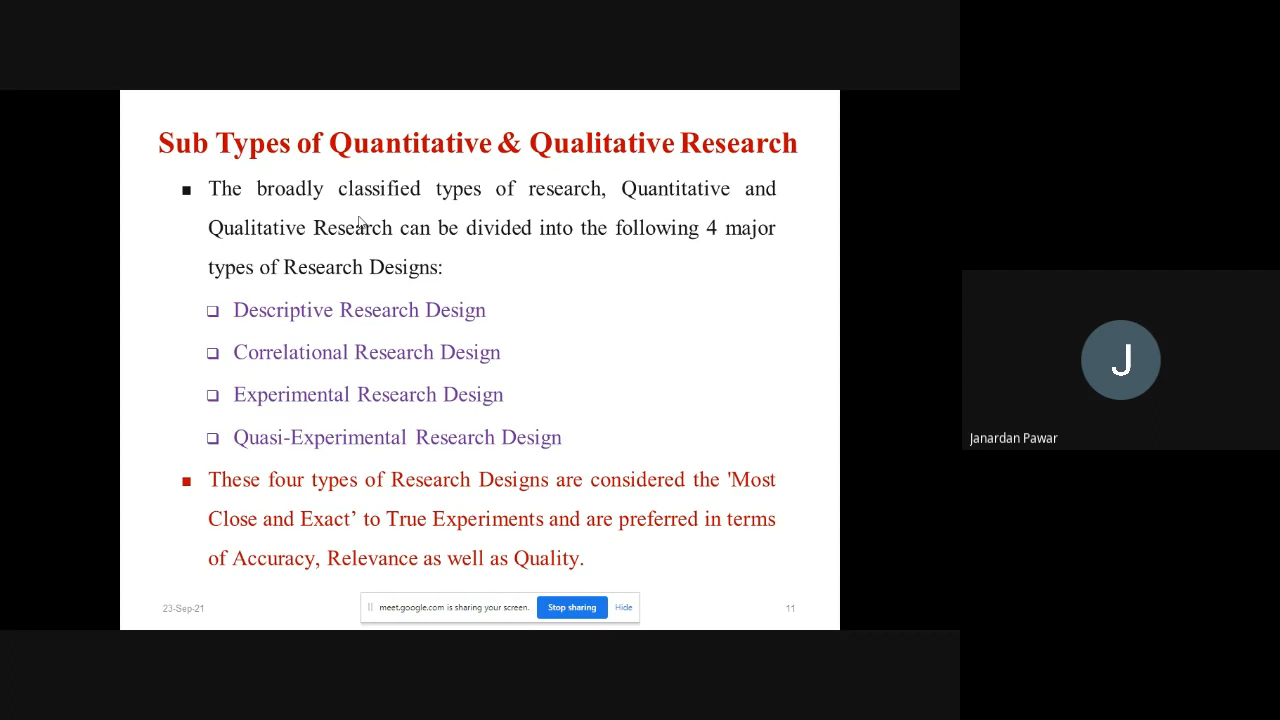 Sub Types of Quantitative & Qualitative Research
The broadly classified types of research, Quantitative and
Qualitative Research can be divided into the following 4 major
types of Research Designs:
Descriptive Research Design
Correlational Research Design
Experimental Research Design
Quasi-Experimental Research Design
These four types of Research Designs are considered the 'Most
Close and Exact’ to True Experiments and are preferred in terms
of Accuracy, Relevance as well as Quality.
23-Sep-21
meet.google.com is sharing your screen.
Stop sharing
Hide
11
J
Janardan Pawar